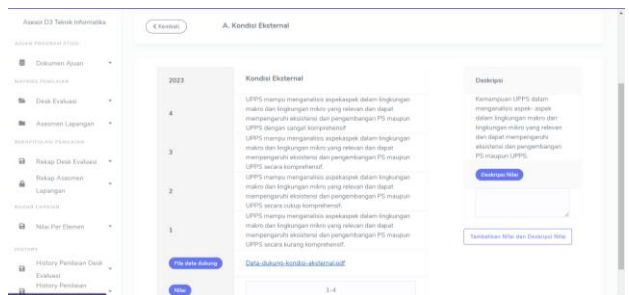 Asesor D3 Teknik Informatika
AJUAN PROGRAM STUDI
Dokumen Ajuan
Desk Evaluasi
Asesmen Lapangan
Rekap Desk Evaluasi
Rekap Asesmen
Lapangan
Nilai Per Elemen
HISTORY
History Penilaian Desk
Evaluasi
History Penilaian
Kembali
A. Kondisi Eksternal
2023
Kondisi Eksternal
4
UPPS mampu menganalisis aspekaspek dalam lingkungan
makro dan lingkungan mikro yang relevan dan dapat
mempengaruhi eksistensi dan pengembangan PS maupun
UPPS dengan sangat komprehensif
3
UPPS mampu menganalisis aspekaspek dalam lingkungan
makro dan lingkungan mikro yang relevan dan dapat
mempengaruhi eksistensi dan pengembangan PS maupun
UPPS secara komprehensif.
2
UPPS mampu menganalisis aspekaspek dalam lingkungan
makro dan lingkungan mikro yang relevan dan dapat
mempengaruhi eksistensi dan pengembangan PS maupun
UPPS secara cukup komprehensif.
1
UPPS mampu menganalisis aspekaspek dalam lingkungan
makro dan lingkungan mikro yang relevan dan dapat
mempengaruhi eksistensi dan pengembangan PS maupun
UPPS secara kurang komprehensif.
File data dukung
Data-dukung-kondisi-eksternal.pdf
Nilai
1-4
Deskripsi
Kemampuan UPPS dalam
menganalisis aspek- aspek
dalam lingkungan makro dan
lingkungan mikro yang relevan
dan dapat mempengaruhi
eksistensi dan pengembangan
PS maupun UPPS.
Deskripsi Nilai
Tambahkan Nilai dan Deskripsi Nilai